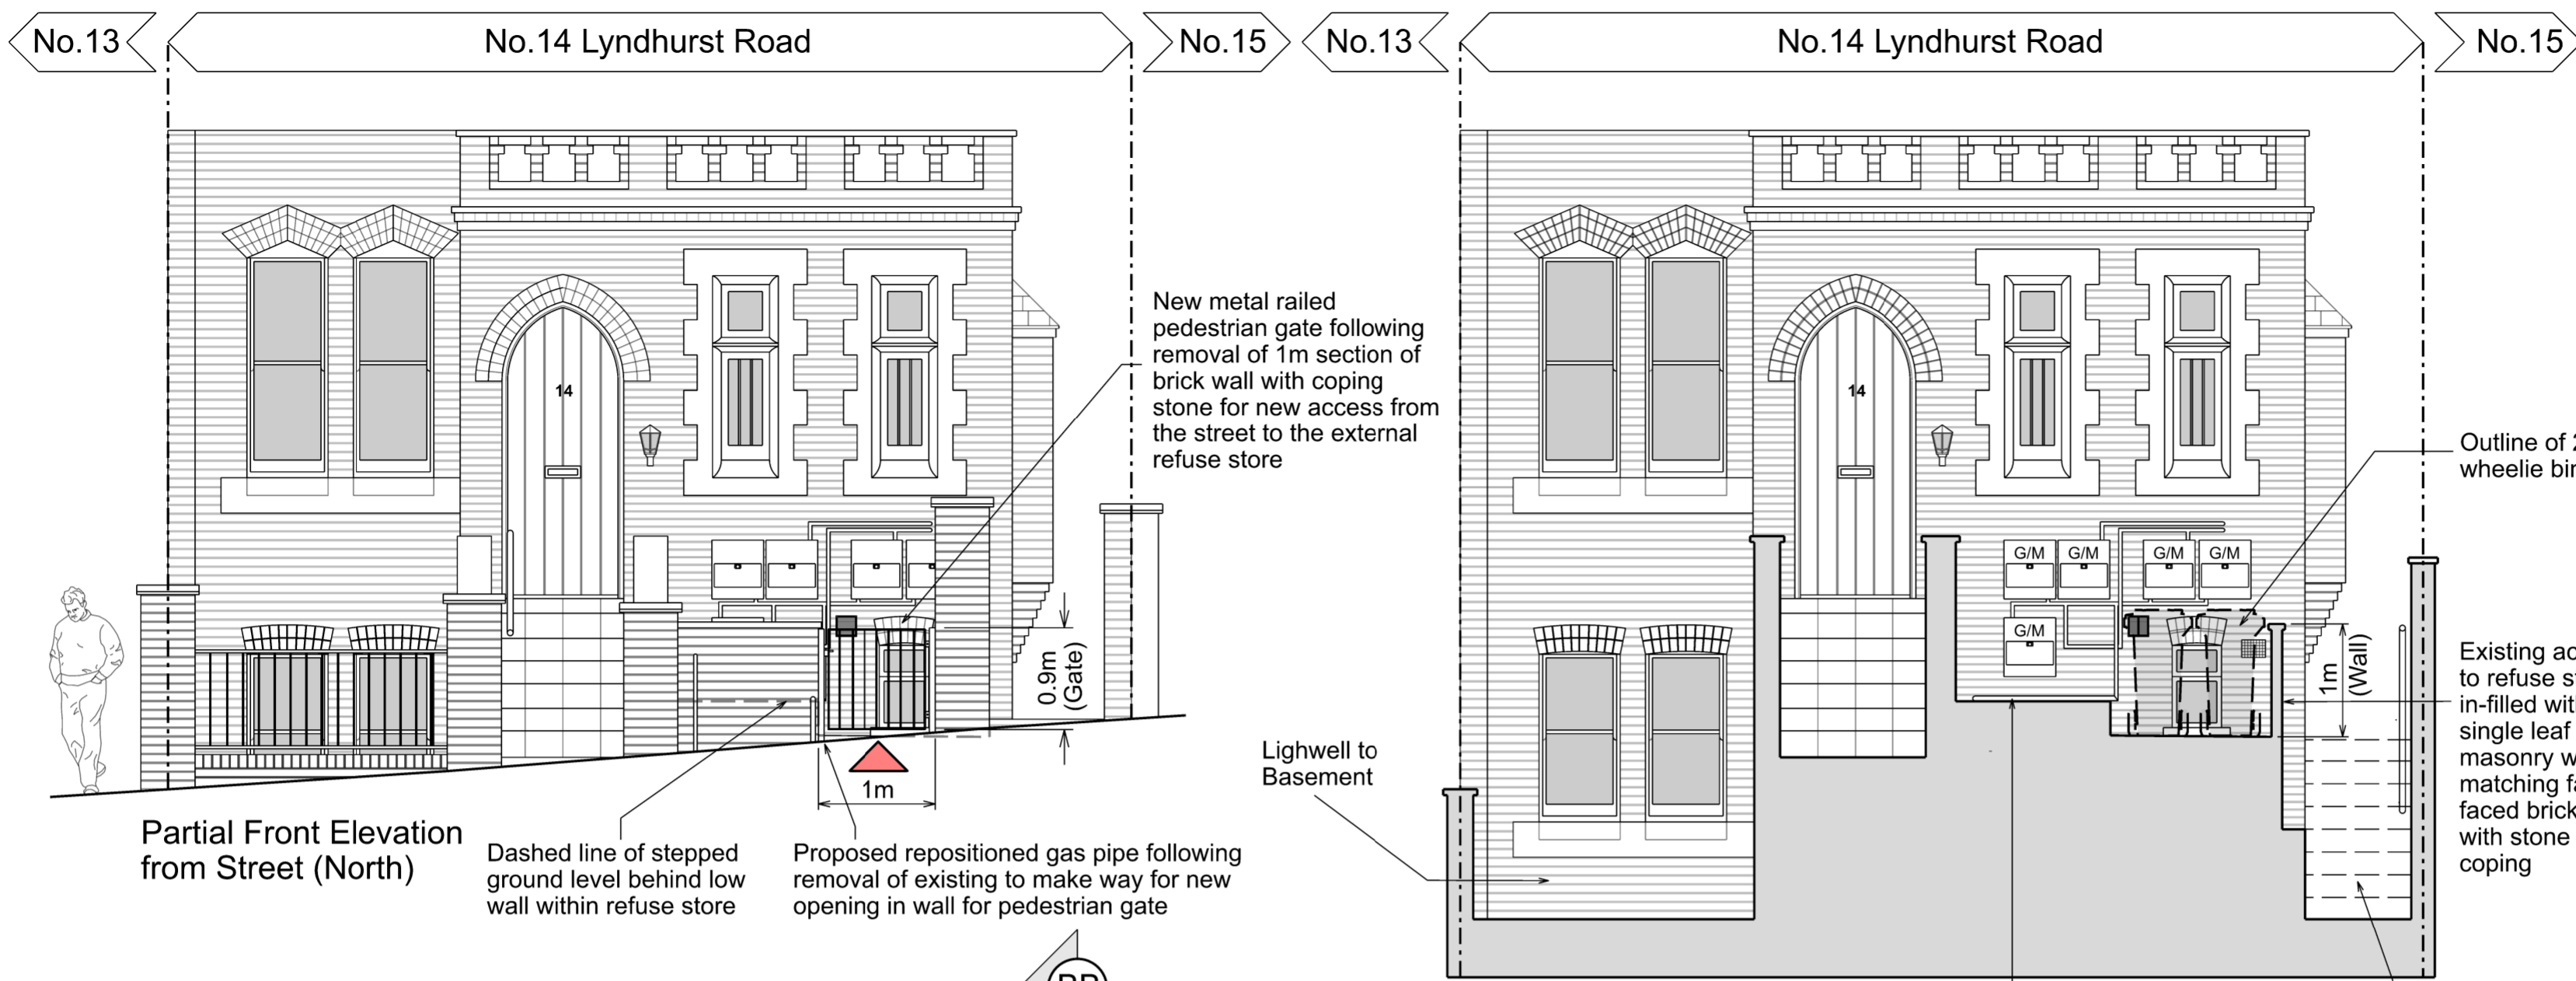 No.13
No.14 Lyndhurst Road
No.15
No.13
No.14 Lyndhurst Road
No.15
New metal railed
pedestrian gate following
removal of 1m section of
brick wall with coping
stone for new access from
the street to the external
refuse store
14
14
Outline of
wheelie
G/M
G/M
G/M
G/M
G/M
0.9m
(Gate)
1m
(Wall)
Existing
to refuse
in-filled
single leaf
masonry
matching
faced brick
with stone
coping
Lighwell to
Basement
1m
Partial Front Elevation
from Street (North)
Dashed line of stepped
ground level behind low
wall within refuse store
Proposed repositioned gas pipe following
removal of existing to make way for new
opening in wall for pedestrian gate